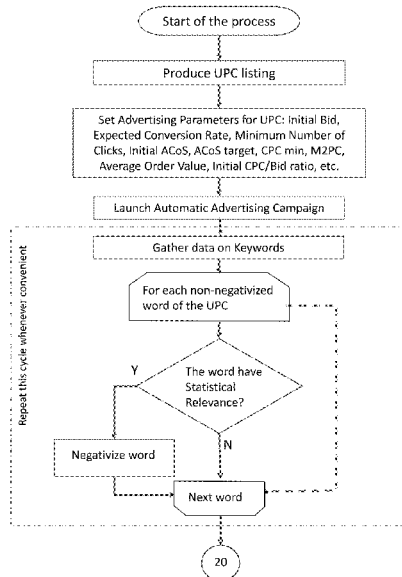 Start of the process
Produce UPC listing
Set Advertising Parameters for UPC: Initial Bid,
Expected Conversion Rate, Minimum Number of
Clicks, Initial ACoS, ACoS target, CPC min, M2PC,
Average Order Value, Initial CPC/Bid ratio, etc.
Launch Automatic Advertising Campaign
Repeat this cycle whenever convenient
Gather data on Keywords
For each non-negativized
word of the UPC
The word have
Statistical
Relevance?
Y
N
Negativize word
Next word
20